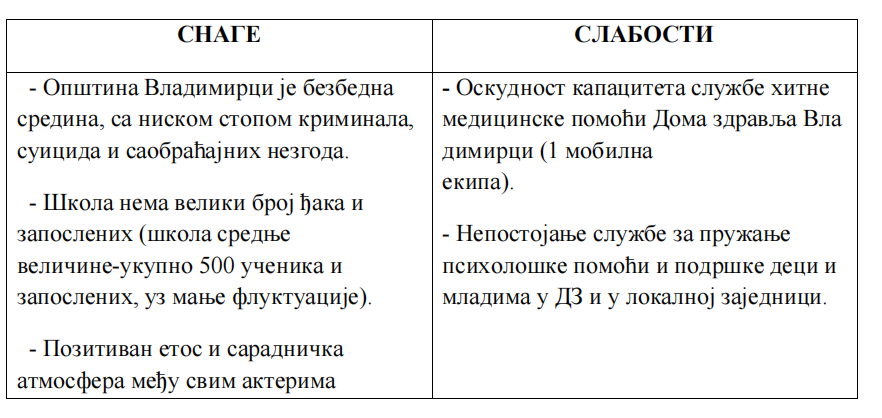 СНАГЕ
СЛАБОСТИ
- Општина Владимирци је безбедна
средина, са ниском стопом криминала,
суицида и саобраћајних незгода.
- Школа нема велики број ђака и
запослених (школа средње
величине-укупно 500 ученика и
запослених, уз мање флуктуације).
- Позитиван етос и сарадничка
атмосфера међу свим актерима
- Оскудност капацитета службе хитне
медицинске помоћи Дома здравља Вла
димирци (1 мобилна
екипа).
- Непостојање службе за пружање
психолошке помоћи и подршке деци и
младима у ДЗ и у локалној заједници.